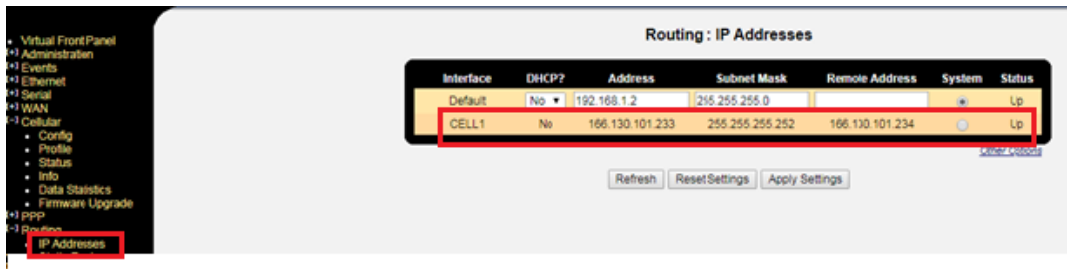 Virtual Front Panel
[+] Administration
[+] Events
[+] Ethernet
[+] Serial
[+] WAN
[-] Cellular
Config
Profile
Status
Info
Data Statistics
Firmware Upgrade
[+] PPP
[-] Routing
IP Addresses
Routing : IP Addresses
Interface DHCP? Address Subnet Mask Remote Address System Status
Default No 192.168.1.2 255.255.255.0 Up
CELL1 No 166.130.101.233 255.255.255.252 166.130.101.234 Up
Other Options
Refresh Reset Settings Apply Settings